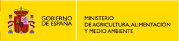 GOBIERNO
DE ESPAÑA
MINISTERIO
DE AGRICULTURA, ALIMENTACIÓN
Y MEDIO AMBIENTE